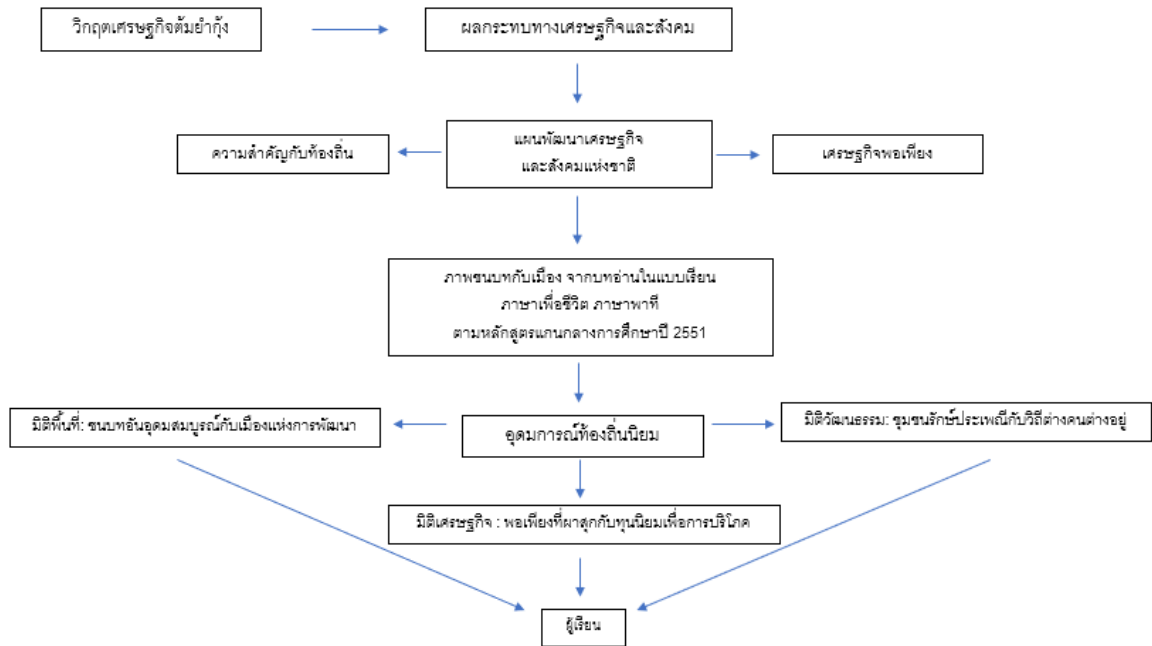 วิกฤตเศรษฐกิจต้มยำกุ้ง
ผลกระทบทางเศรษฐกิจและสังคม
ความสำคัญกับท้องถิ่น
แผนพัฒนาเศรษฐกิจ
และสังคมแห่งชาติ
เศรษฐกิจพอเพียง
ภาพชนบทกับเมือง จากบทอ่านในแบบเรียน
ภาษาเพื่อชีวิต ภาษาพาที
ตามหลักสูตรแกนกลางการศึกษาปี 2551
มิติพื้นที่: ชนบทอันอุดมสมบูรณ์กับเมืองแห่งการพัฒนา
อุดมการณ์ท้องถิ่นนิยม
มิติวัฒนธรรม: ชุมชนรักษ์ประเพณีกับวิถีต่างคนต่างอยู่
มิติเศรษฐกิจ : พอเพียงที่ผาสุกกับทุนนิยมเพื่อการบริโภค
ผู้เรียน